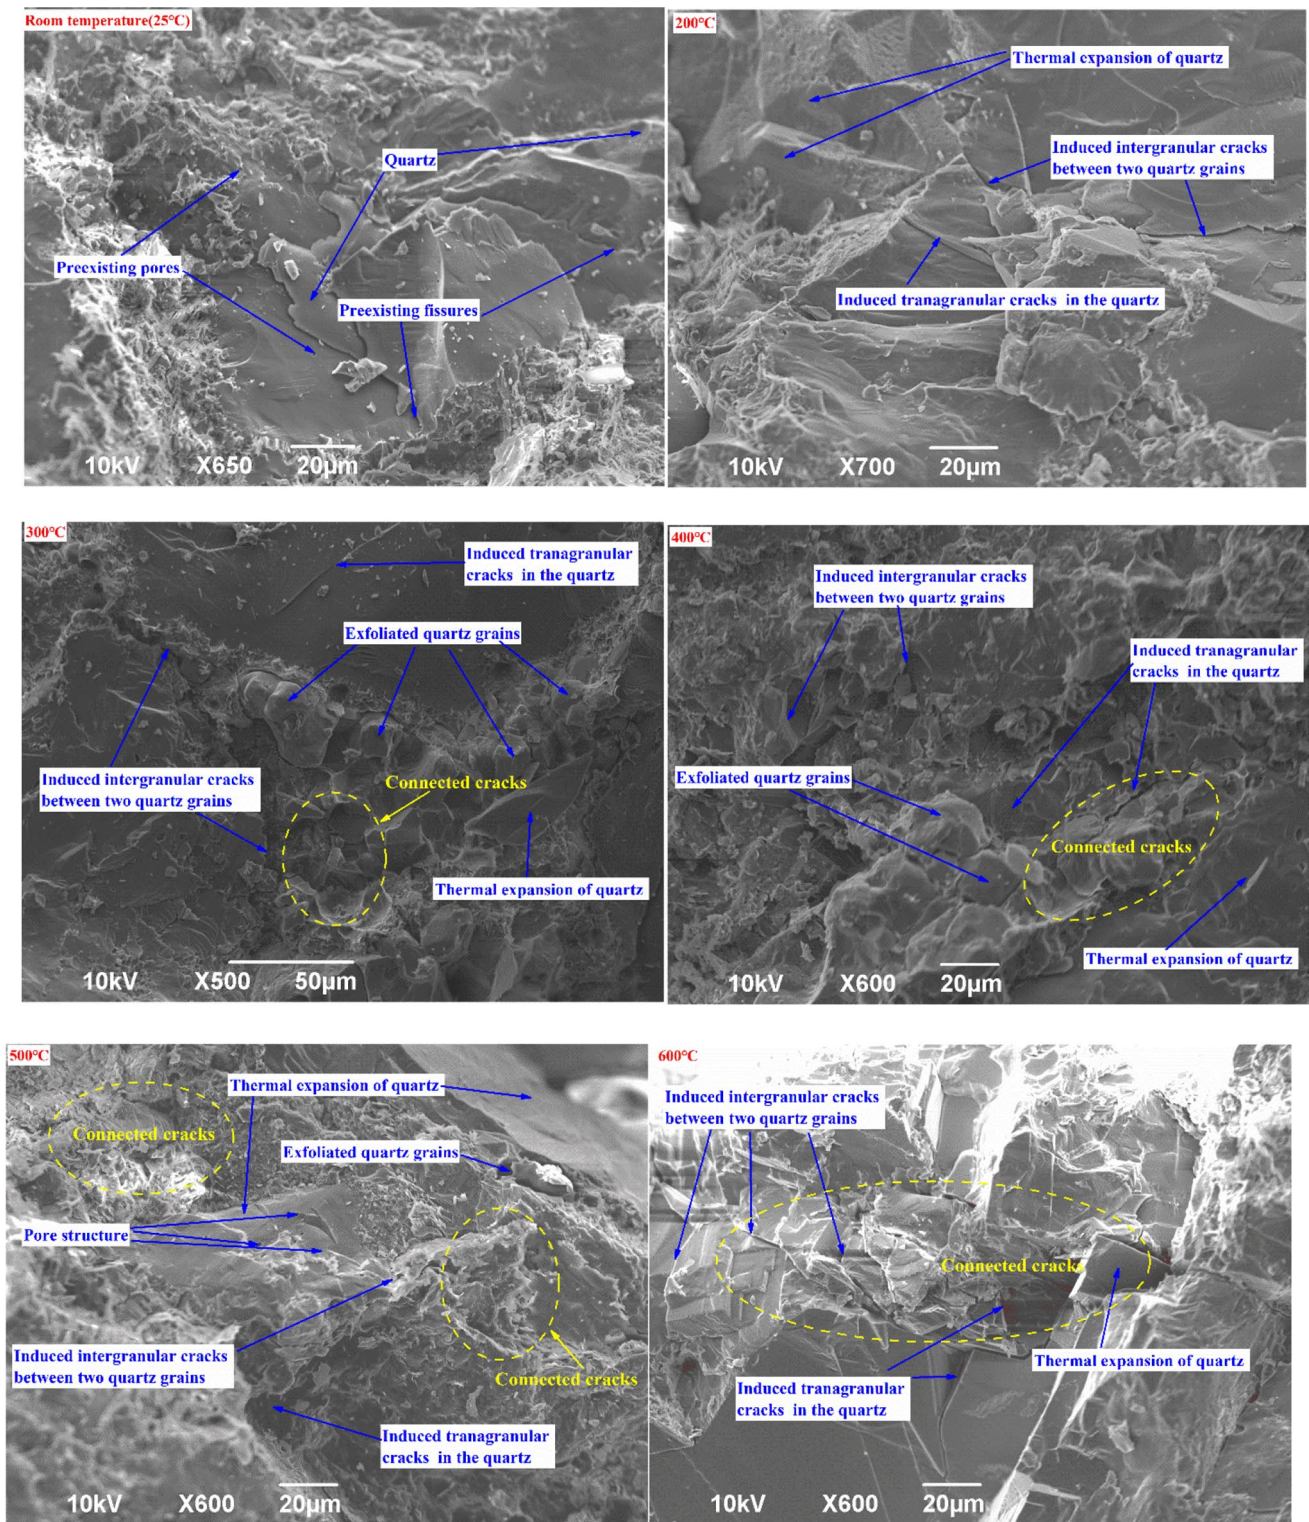 Room temperature(25℃)
Quartz
Preexisting pores
Preexisting fissures
10kV X650 20μm
200℃
Thermal expansion of quartz
Induced intergranular cracks
between two quartz grains
Induced tranagranular cracks in the quartz
10kV X700 20μm
300℃
Induced tranagranular
cracks in the quartz
Exfoliated quartz grains
Induced intergranular cracks
between two quartz grains
Connected cracks
Thermal expansion of quartz
10kV X500 50μm
400℃
Induced intergranular cracks
between two quartz grains
Induced tranagranular
cracks in the quartz
Exfoliated quartz grains
Connected cracks
Thermal expansion of quartz
10kV X600 20μm
500℃
Thermal expansion of quartz
Connected cracks
Exfoliated quartz grains
Pore structure
Induced intergranular cracks
between two quartz grains
Connected cracks
Induced tranagranular
cracks in the quartz
10kV X600 20μm
600℃
Induced intergranular cracks
between two quartz grains
Connected cracks
Thermal expansion of quartz
Induced tranagranular
cracks in the quartz
10kV X600 20μm